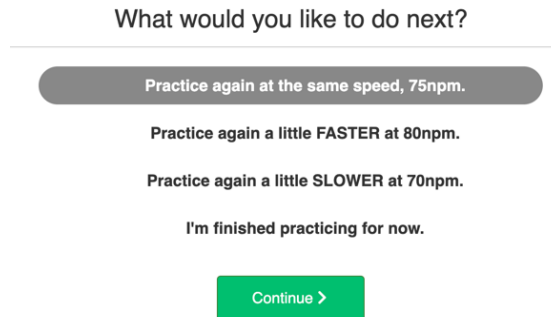 What would you like to do next?
Practice again at the same speed, 75npm.
Practice again a little FASTER at 80npm.
Practice again a little SLOWER at 70npm.
I'm finished practicing for now.
Continue